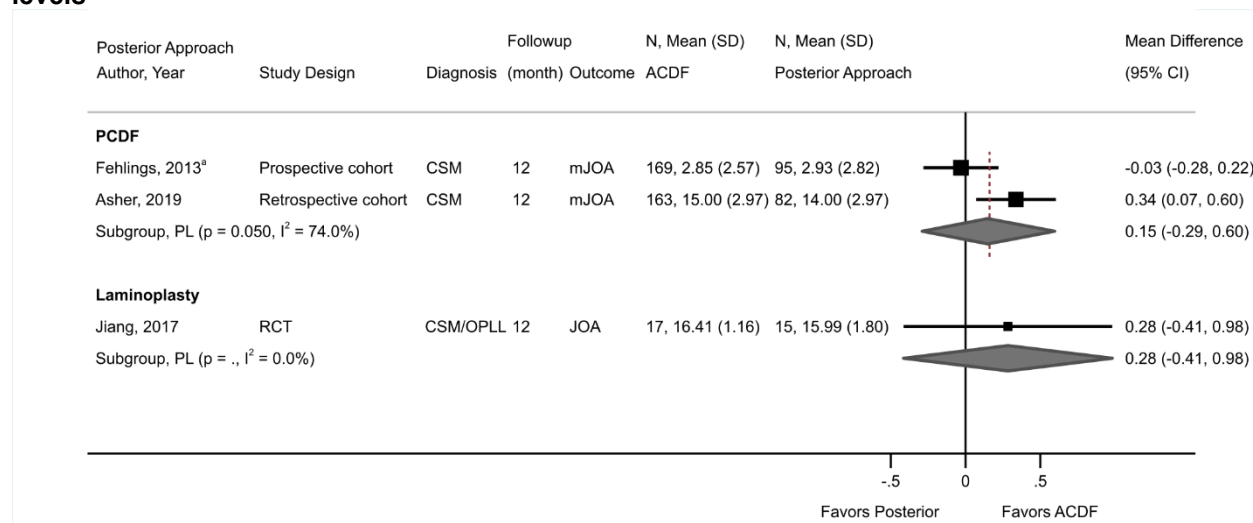 levels
Posterior Approach Followup N, Mean (SD) N, Mean (SD) Mean Difference
Author, Year Study Design Diagnosis (month) Outcome ACDF Posterior Approach (95% CI)
PCDF
Fehlings, 2013ᵃ Prospective cohort CSM 12 mJOA 169, 2.85 (2.57) 95, 2.93 (2.82) -0.03 (-0.28, 0.22)
Asher, 2019 Retrospective cohort CSM 12 mJOA 163, 15.00 (2.97) 82, 14.00 (2.97) 0.34 (0.07, 0.60)
Subgroup, PL (p = 0.050, I² = 74.0%) 0.15 (-0.29, 0.60)
Laminoplasty
Jiang, 2017 RCT CSM/OPLL 12 JOA 17, 16.41 (1.16) 15, 15.99 (1.80) 0.28 (-0.41, 0.98)
Subgroup, PL (p = ., I² = 0.0%) 0.28 (-0.41, 0.98)
-.5 0 .5
Favors Posterior Favors ACDF